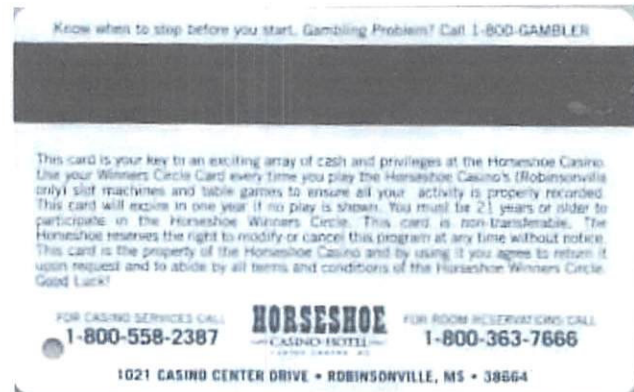 Know when to stop before you start. Gambling Problem? Call 1-800-GAMBLER
This card is your key to an exciting array of cash and privileges at the Horseshoe Casino.
Use your Winners Circle Card every time you play the Horseshoe Casino's (Robinsonville
only) slot machines and table games to ensure all your activity is properly recorded.
This card will expire in one year if no play is shown. You must be 21 years or older to
participate in the Horseshoe Winners Circle. This card is non-transferable. The
Horseshoe reserves the right to modify or cancel this program at any time without notice.
This card is the property of the Horseshoe Casino and by using it you agree to return it
upon request and to abide by all terms and conditions of the Horseshoe Winners Circle.
Good Luck!
FOR CASINO SERVICES CALL
1-800-558-2387
HORSESHOE
CASINO HOTEL
FOR ROOM RESERVATIONS CALL
1-800-363-7666
1021 CASINO CENTER DRIVE • ROBINSONVILLE, MS • 38664